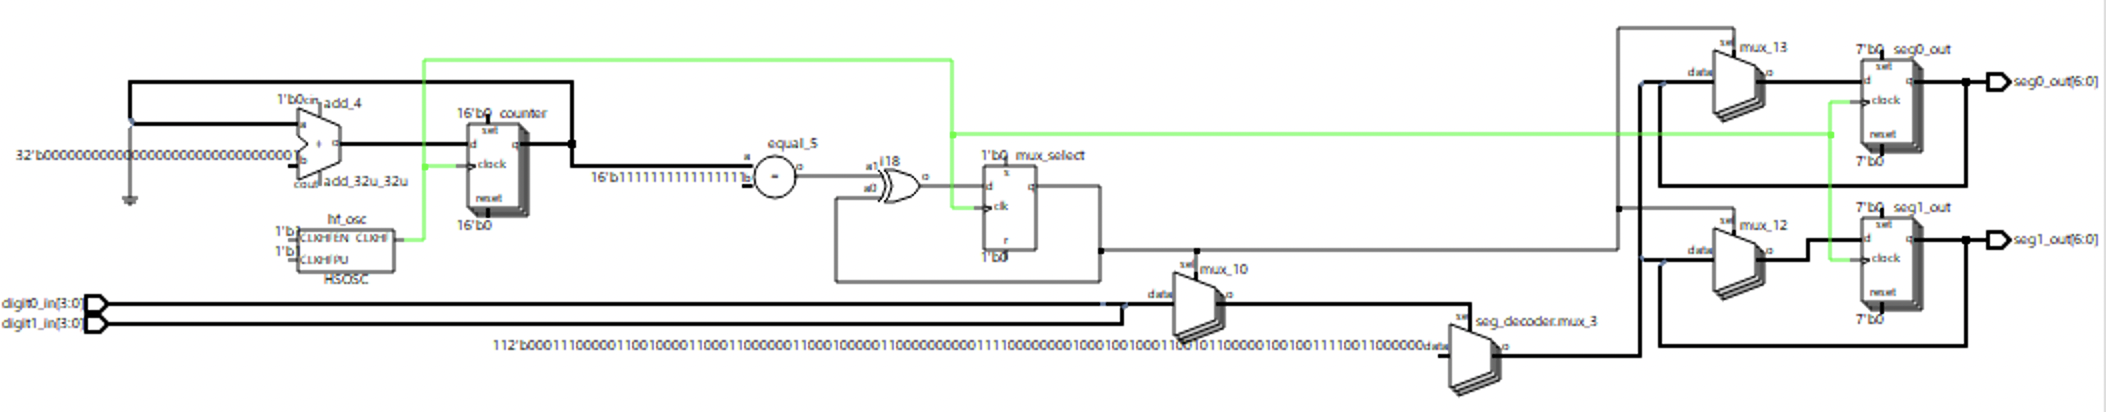 1'b0 cin add_4
a
+ o
32'b00000000000000000000000000000001 b
cout add_32u_32u
hf_osc
1'b1 CLKHFEN CLKHF
1'b1 CLKHFPU
HSOSC
16'b0 counter
set
d q
clock
reset
16'b0
equal_5
a
= o
16'b1111111111111111 b
i18
a1
a0 o
1'b0 mux_select
s
d q
clk
r
1'b0
digit0_in[3:0]
digit1_in[3:0]
sel mux_10
data o
sel seg_decoder.mux_3
data o
sel mux_13
data o
7'b0 seg0_out
set
d q
clock
reset
7'b0
seg0_out[6:0]
sel mux_12
data o
7'b0 seg1_out
set
d q
clock
reset
7'b0
seg1_out[6:0]